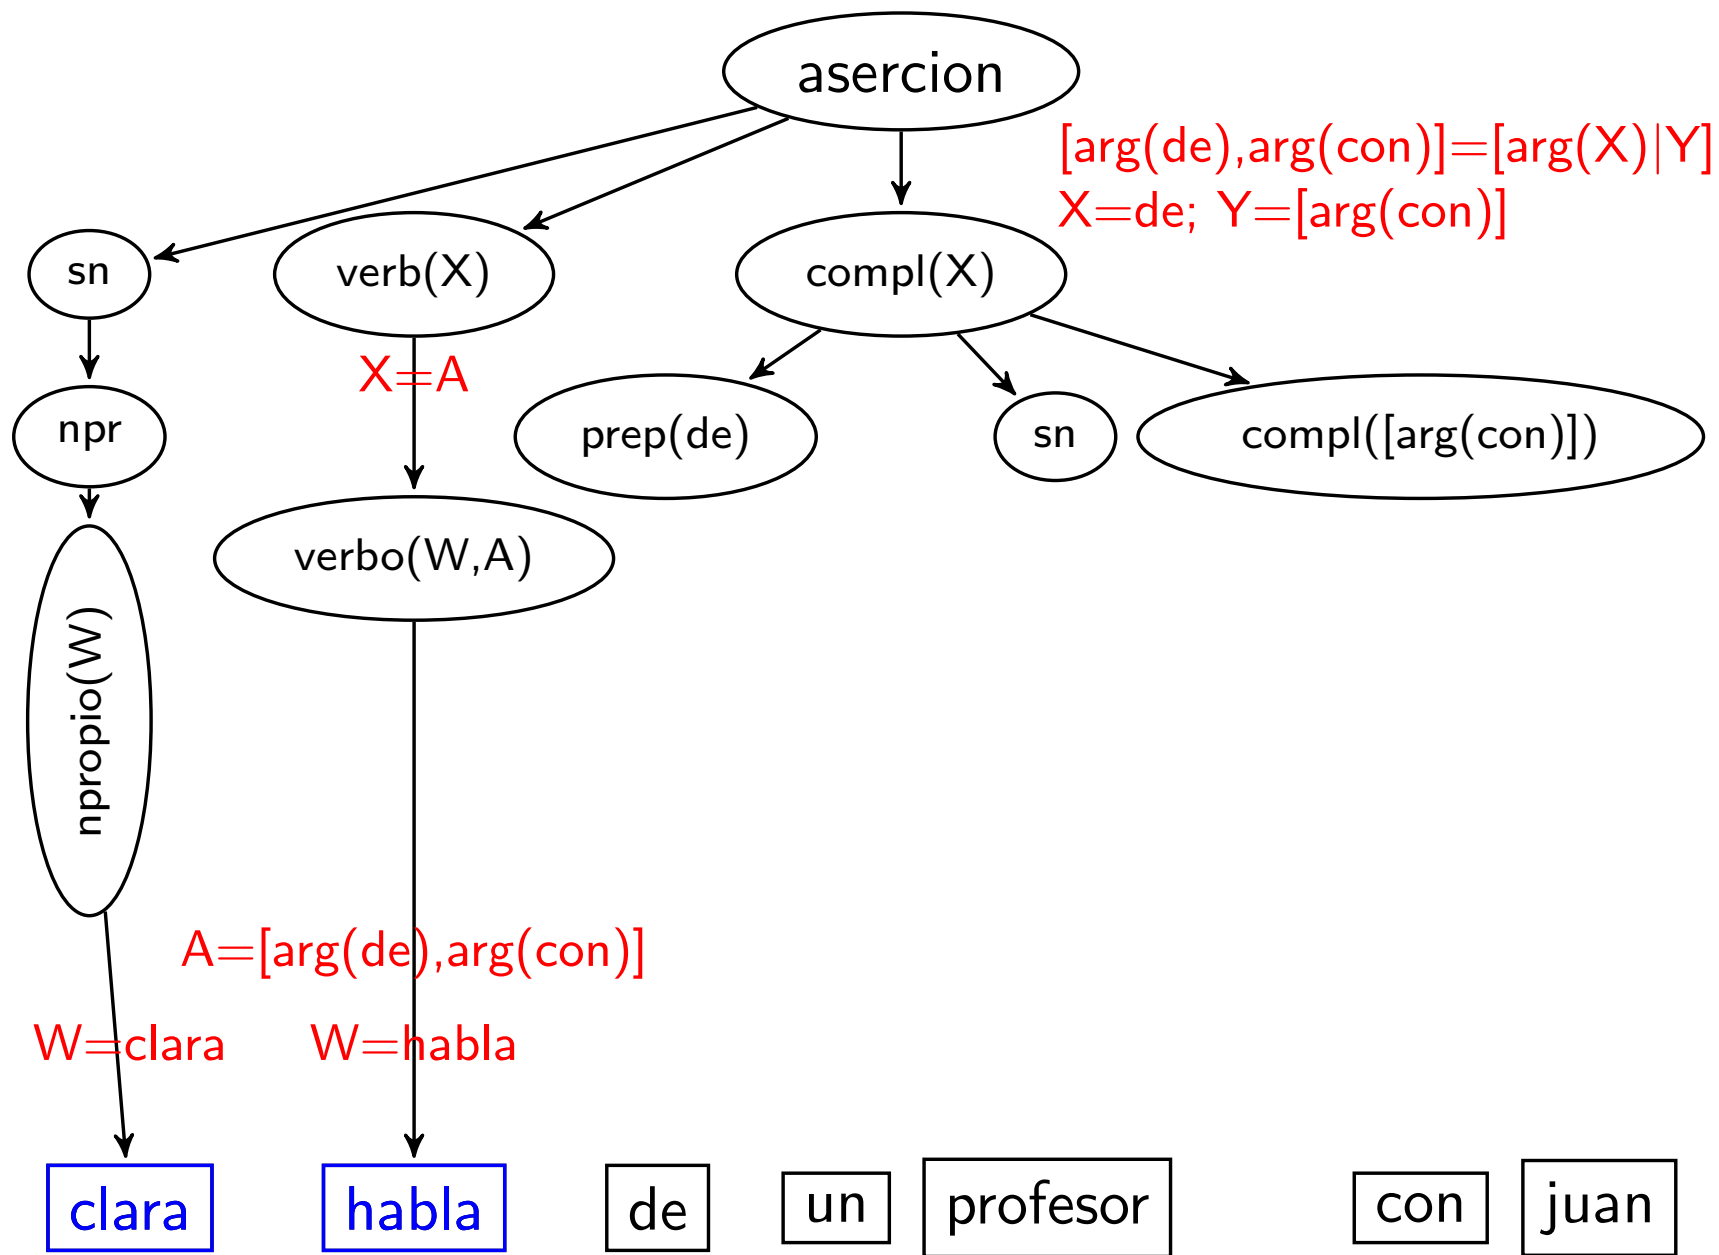 asercion
[arg(de),arg(con)]=[arg(X)|Y]
X=de; Y=[arg(con)]
sn
verb(X)
compl(X)
X=A
npr
prep(de)
sn
compl([arg(con)])
verbo(W,A)
npropio(W)
A=[arg(de),arg(con)]
W=clara
W=habla
clara
habla
de
un
profesor
con
juan